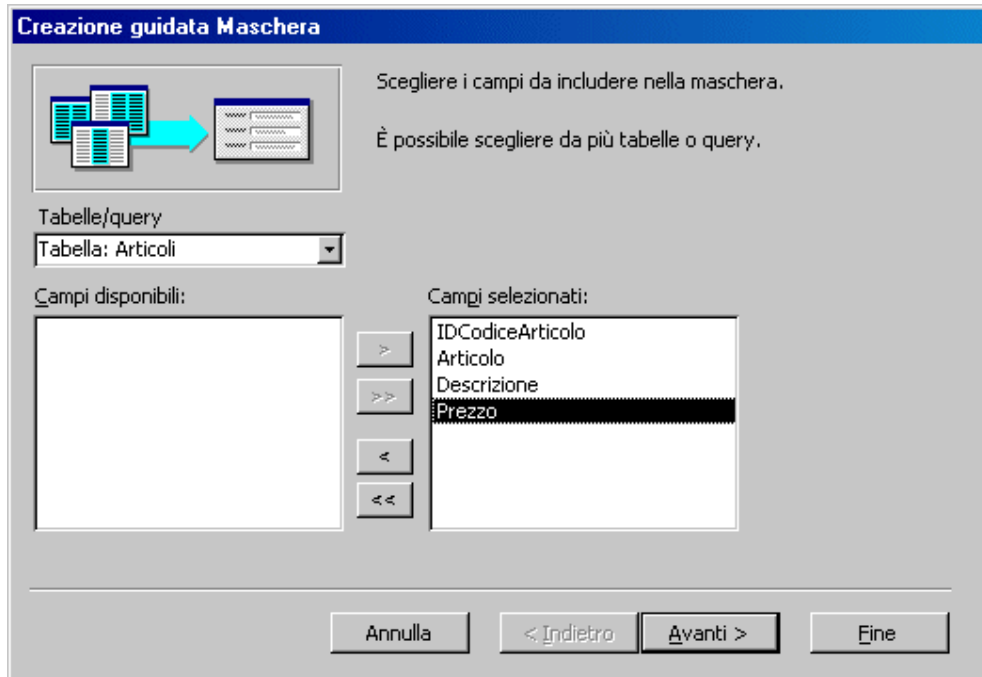 Creazione guidata Maschera
Scegliere i campi da includere nella maschera.
È possibile scegliere da più tabelle o query.
Tabelle/query
Tabella: Articoli
Campi disponibili:
Campi selezionati:
IDCodiceArticolo
Articolo
Descrizione
Prezzo
>
>>
<
<<
Annulla
< Indietro
Avanti >
Fine